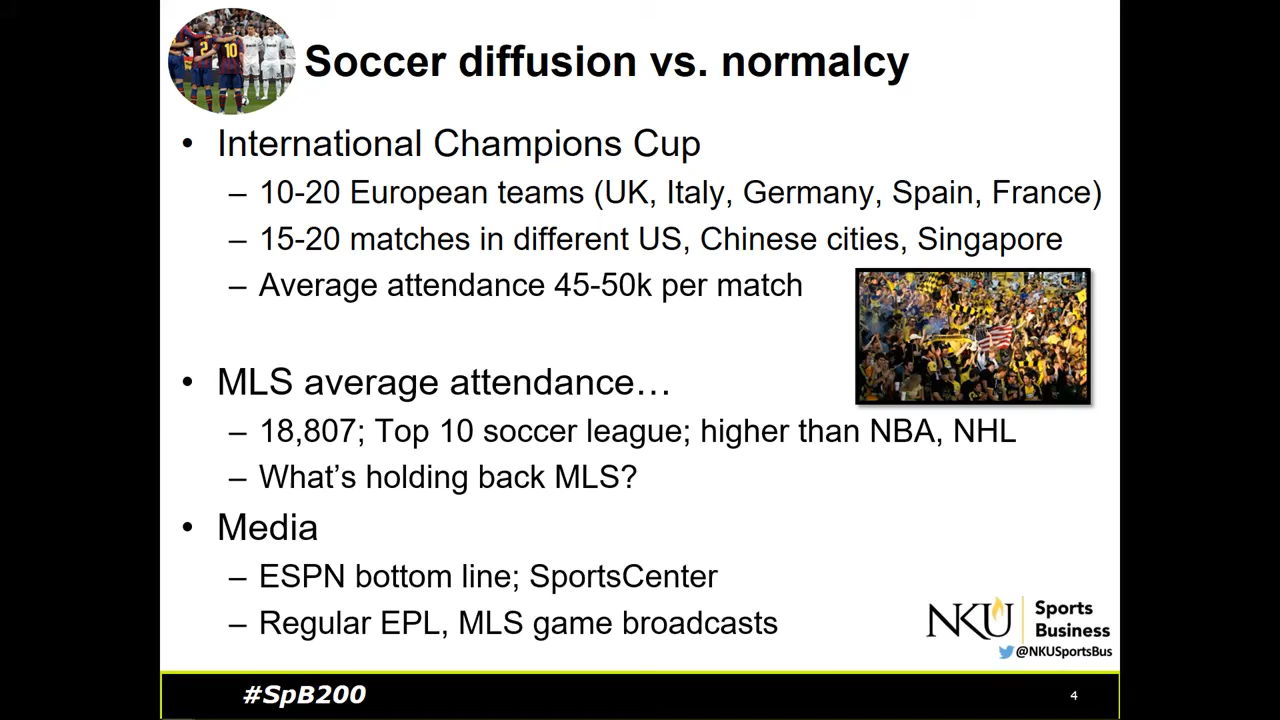 Soccer diffusion vs. normalcy
• International Champions Cup
– 10-20 European teams (UK, Italy, Germany, Spain, France)
– 15-20 matches in different US, Chinese cities, Singapore
– Average attendance 45-50k per match
• MLS average attendance…
– 18,807; Top 10 soccer league; higher than NBA, NHL
– What’s holding back MLS?
• Media
– ESPN bottom line; SportsCenter
– Regular EPL, MLS game broadcasts
NKU Sports
Business
@NKUSportsBus
#SpB200
4
2
10